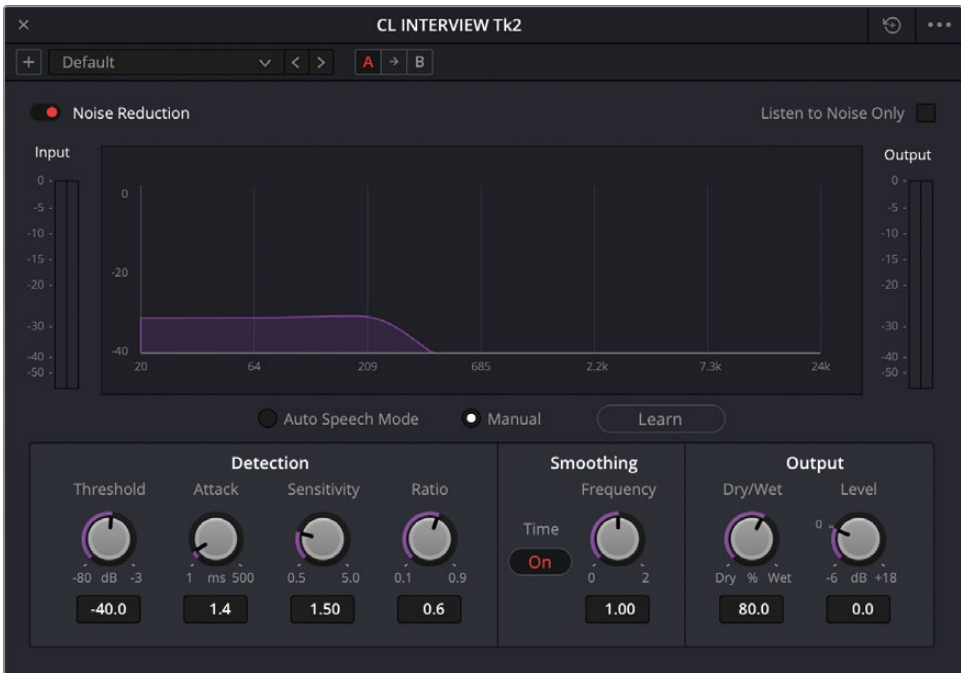 CL INTERVIEW Tk2
Default
A
B
Noise Reduction
Listen to Noise Only
Input
Output
0
-5
-10
-15
-20
-30
-40
-50
0
-20
-40
20 64 209 685 2.2k 7.3k 24k
0
-5
-10
-15
-20
-30
-40
-50
Auto Speech Mode Manual Learn
Detection
Threshold Attack Sensitivity Ratio
-80 dB -3 1 ms 500 0.5 5.0 0.1 0.9
-40.0 1.4 1.50 0.6
Smoothing
Frequency
Time
On
0 2
1.00
Output
Dry/Wet Level
0
Dry % Wet -6 dB +18
80.0 0.0